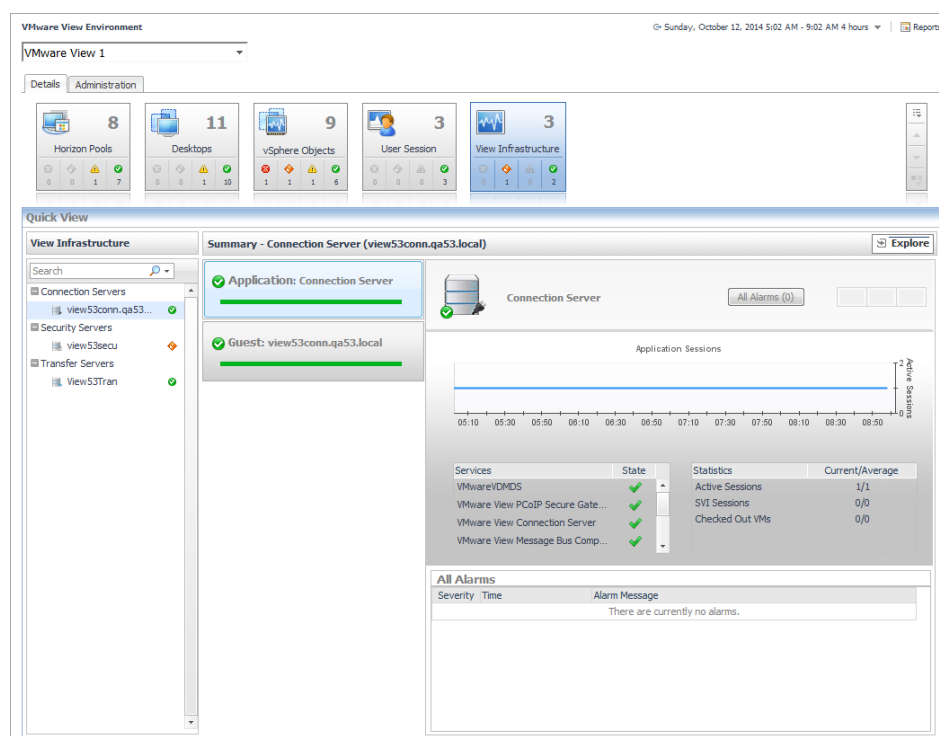 VMware View Environment
Sunday, October 12, 2014 5:02 AM - 9:02 AM 4 hours
Reports
VMware View 1
Details Administration
8 11 9 3 3
Horizon Pools Desktops vSphere Objects User Session View Infrastructure
0 0 1 7 0 0 1 10 1 1 1 6 0 0 0 3 0 1 0 2
Quick View
View Infrastructure
Summary - Connection Server (view53conn.qa53.local)
Explore
Search
Connection Servers
view53conn.qa53...
Security Servers
view53secu
Transfer Servers
View53Tran
Application: Connection Server
Guest: view53conn.qa53.local
Connection Server
All Alarms (0)
Application Sessions
2
0
Active Sessions
05:10 05:30 05:50 06:10 06:30 06:50 07:10 07:30 07:50 08:10 08:30 08:50
Services State
VMwareVDMDS
VMware View PCoIP Secure Gate...
VMware View Connection Server
VMware View Message Bus Comp...
Statistics Current/Average
Active Sessions 1/1
SVI Sessions 0/0
Checked Out VMs 0/0
All Alarms
Severity Time Alarm Message
There are currently no alarms.